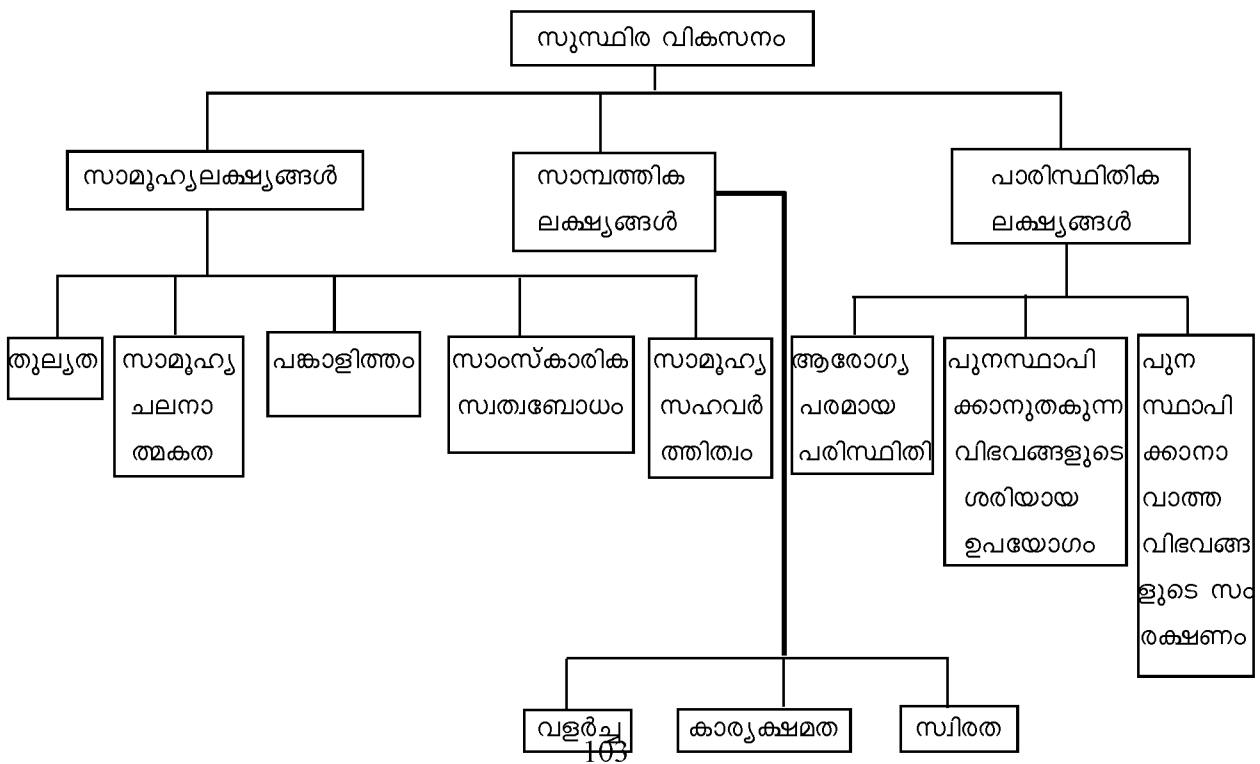 സുസ്ഥിര വികസനം
സാമൂഹ്യലക്ഷ്യങ്ങൾ
സാമ്പത്തിക
ലക്ഷ്യങ്ങൾ
പാരിസ്ഥിതിക
ലക്ഷ്യങ്ങൾ
തുല്യത
സാമൂഹ്യ
ചലനാ
ത്മകത
പങ്കാളിത്തം
സാംസ്കാരിക
സ്വത്വബോധം
സാമൂഹ്യ
സഹവർ
ത്തിത്വം
ആരോഗ്യ
പരമായ
പരിസ്ഥിതി
പുനസ്ഥാപി
ക്കാനുതകുന്ന
വിഭവങ്ങളുടെ
ശരിയായ
ഉപയോഗം
പുന
സ്ഥാപി
ക്കാനാ
വാത്ത
വിഭവങ്ങ
ളുടെ സം
രക്ഷണം
വളർച്ച
കാര്യക്ഷമത
സ്വിരത
103